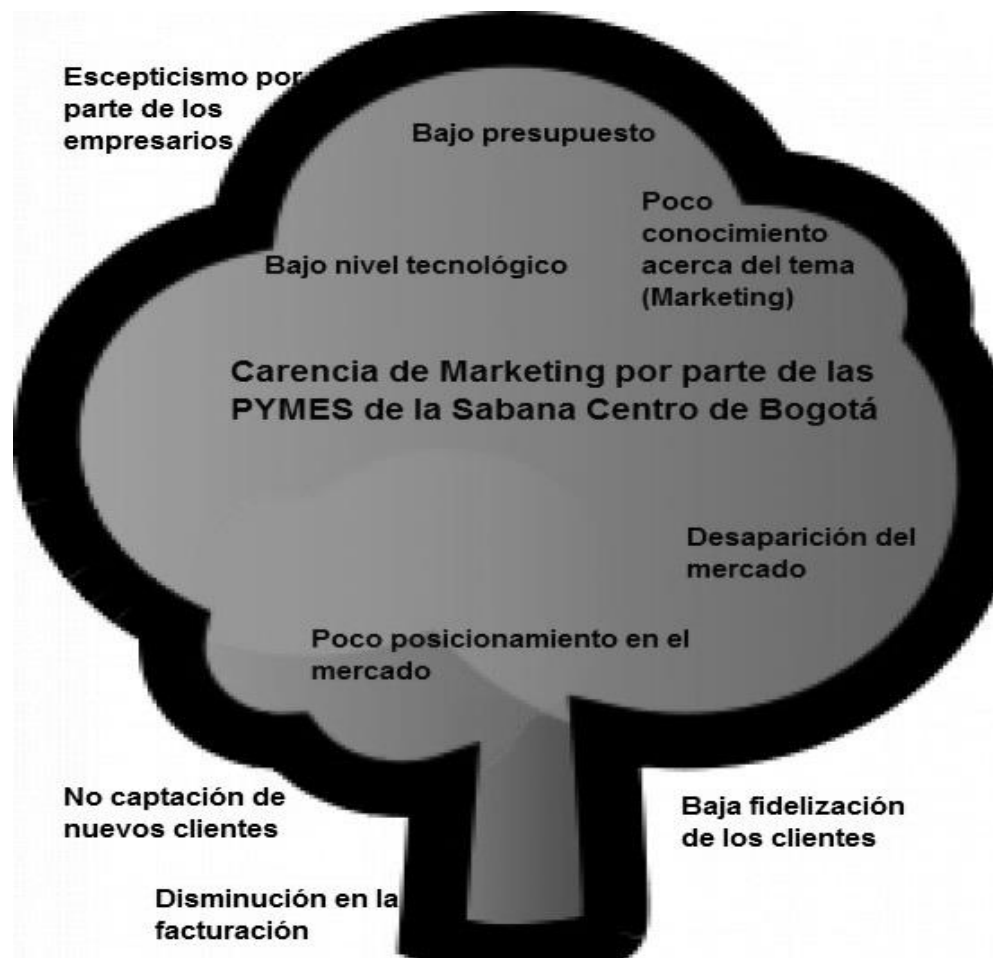 Escepticismo por
parte de los
empresarios
Bajo presupuesto
Poco
conocimiento
acerca del tema
(Marketing)
Bajo nivel tecnológico
Carencia de Marketing por parte de las
PYMES de la Sabana Centro de Bogotá
Desaparición del
mercado
Poco posicionamiento en el
mercado
No captación de
nuevos clientes
Baja fidelización
de los clientes
Disminución en la
facturación